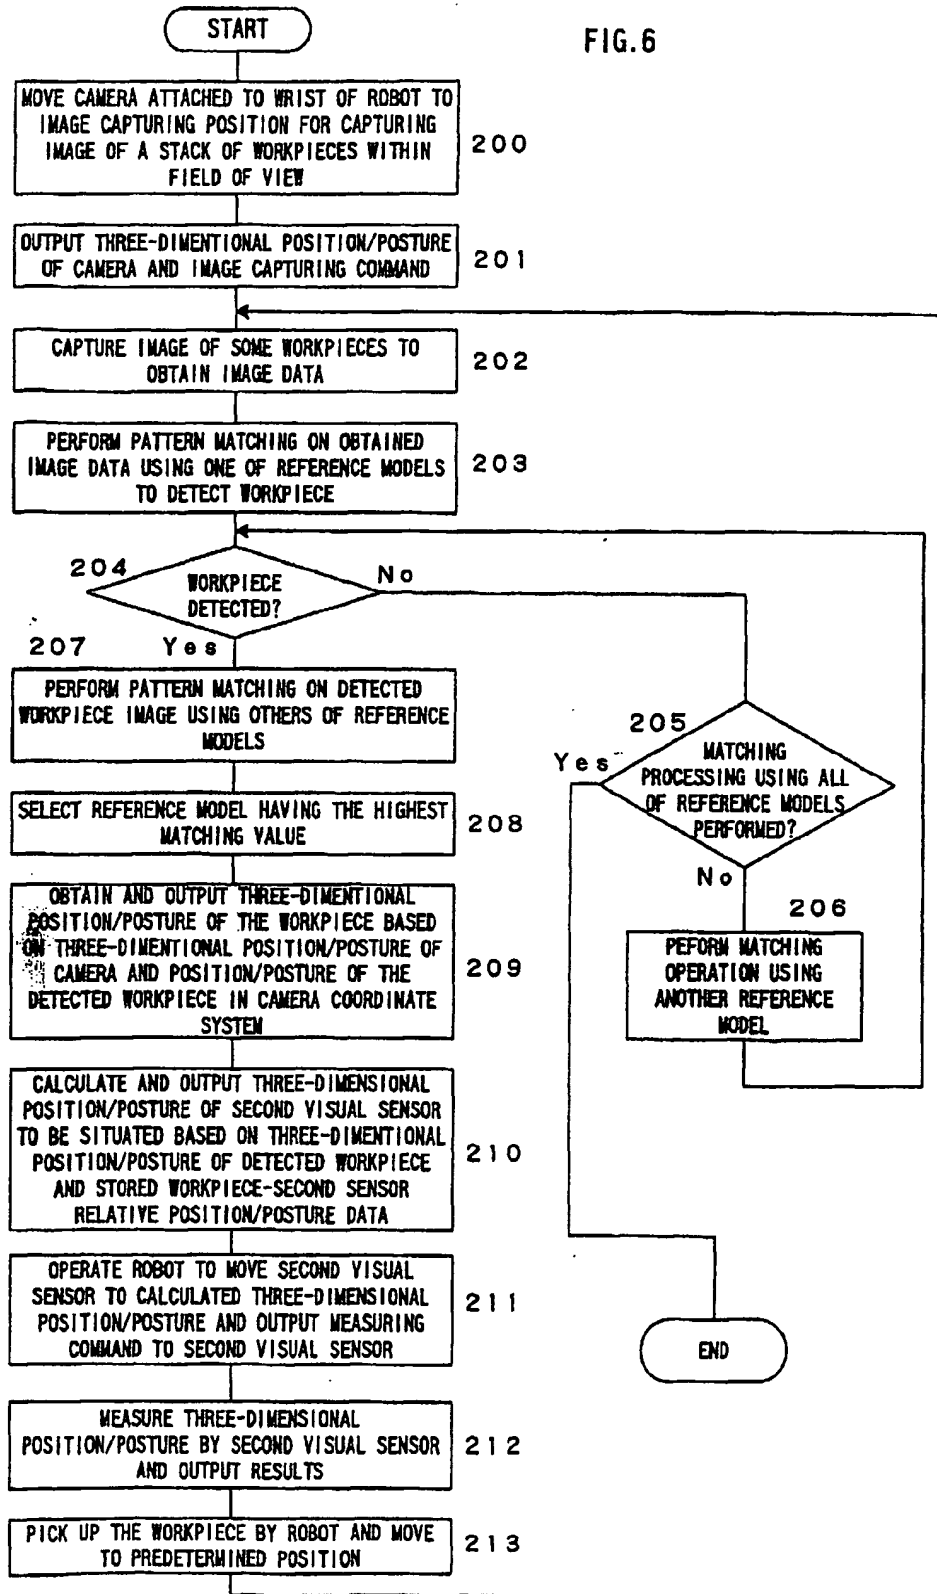 START
FIG.6
MOVE CAMERA ATTACHED TO WRIST OF ROBOT TO
IMAGE CAPTURING POSITION FOR CAPTURING
IMAGE OF A STACK OF WORKPIECES WITHIN
FIELD OF VIEW
200
OUTPUT THREE-DIMENTIONAL POSITION/POSTURE
OF CAMERA AND IMAGE CAPTURING COMMAND
201
CAPTURE IMAGE OF SOME WORKPIECES TO
OBTAIN IMAGE DATA
202
PERFORM PATTERN MATCHING ON OBTAINED
IMAGE DATA USING ONE OF REFERENCE MODELS
TO DETECT WORKPIECE
203
204
WORKPIECE
DETECTED?
No
Yes
207
PERFORM PATTERN MATCHING ON DETECTED
WORKPIECE IMAGE USING OTHERS OF REFERENCE
MODELS
205
Yes
MATCHING
PROCESSING USING ALL
OF REFERENCE MODELS
PERFORMED?
No
206
PEFORM MATCHING
OPERATION USING
ANOTHER REFERENCE
MODEL
SELECT REFERENCE MODEL HAVING THE HIGHEST
MATCHING VALUE
208
OBTAIN AND OUTPUT THREE-DIMENTIONAL
POSITION/POSTURE OF THE WORKPIECE BASED
ON THREE-DIMENTIONAL POSITION/POSTURE OF
CAMERA AND POSITION/POSTURE OF THE
DETECTED WORKPIECE IN CAMERA COORDINATE
SYSTEM
209
CALCULATE AND OUTPUT THREE-DIMENSIONAL
POSITION/POSTURE OF SECOND VISUAL SENSOR
TO BE SITUATED BASED ON THREE-DIMENTIONAL
POSITION/POSTURE OF DETECTED WORKPIECE
AND STORED WORKPIECE-SECOND SENSOR
RELATIVE POSITION/POSTURE DATA
210
OPERATE ROBOT TO MOVE SECOND VISUAL
SENSOR TO CALCULATED THREE-DIMENSIONAL
POSITION/POSTURE AND OUTPUT MEASURING
COMMAND TO SECOND VISUAL SENSOR
211
END
MEASURE THREE-DIMENSIONAL
POSITION/POSTURE BY SECOND VISUAL SENSOR
AND OUTPUT RESULTS
212
PICK UP THE WORKPIECE BY ROBOT AND MOVE
TO PREDETERMINED POSITION
213